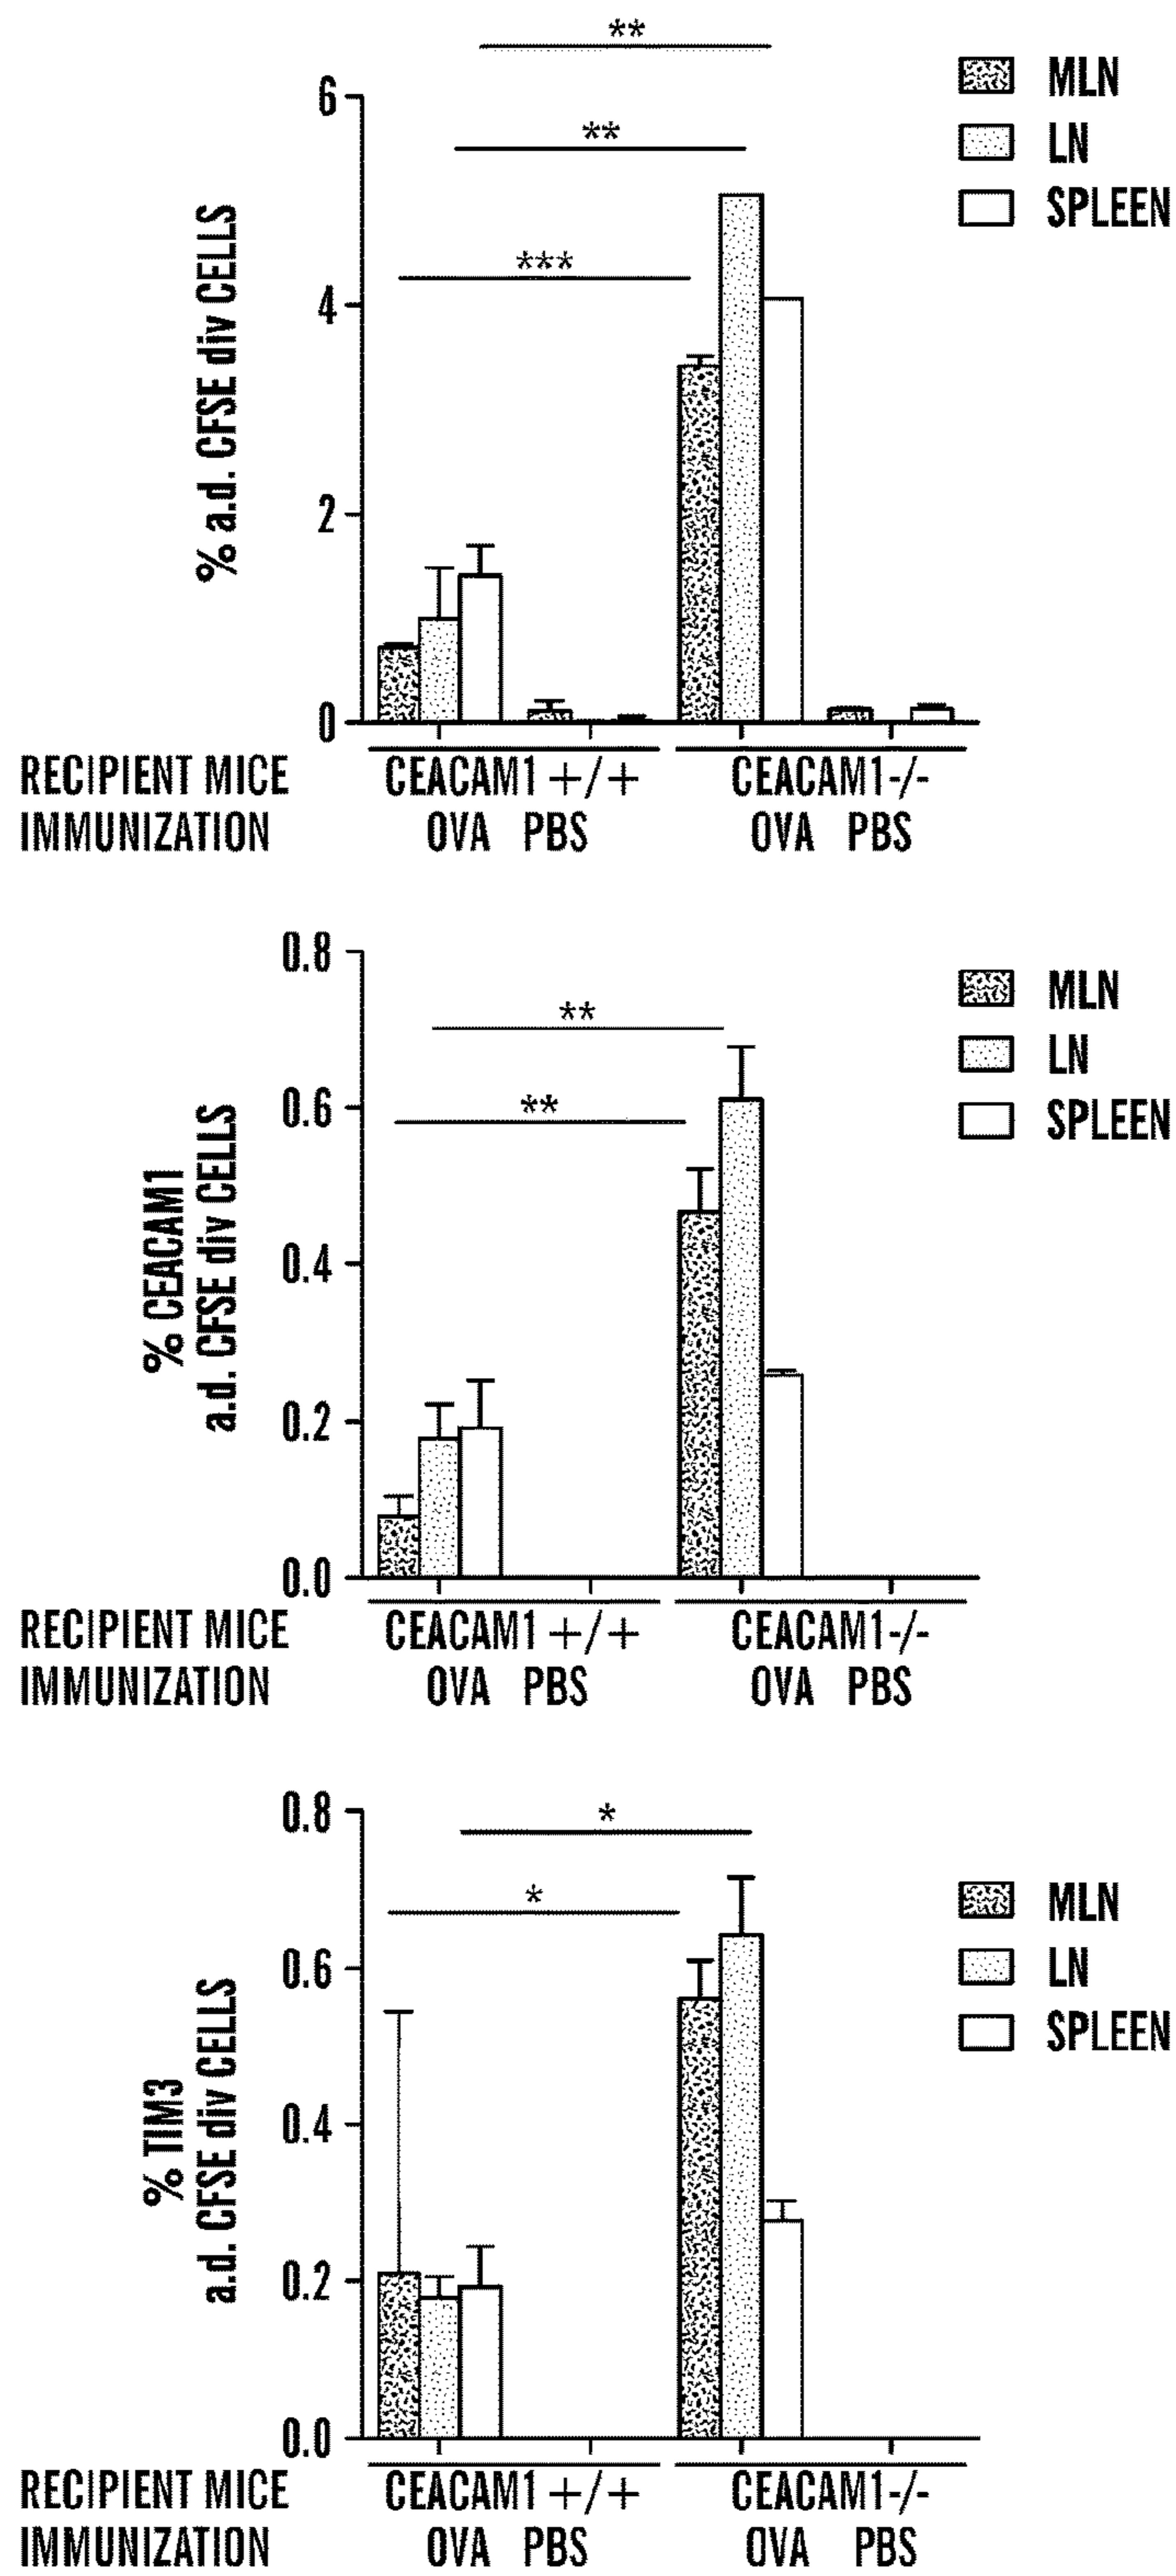 **
6
MLN
**
LN
SPLEEN
***
4
% a.d. CFSE div CELLS
2
0
RECIPIENT MICE CEACAM1 +/+ CEACAM1-/-
IMMUNIZATION OVA PBS OVA PBS
0.8
MLN
**
LN
0.6
**
SPLEEN
% CEACAM1
a.d. CFSE div CELLS
0.4
0.2
0.0
RECIPIENT MICE CEACAM1 +/+ CEACAM1-/-
IMMUNIZATION OVA PBS OVA PBS
0.8
*
MLN
*
LN
0.6
SPLEEN
% TIM3
a.d. CFSE div CELLS
0.4
0.2
0.0
RECIPIENT MICE CEACAM1 +/+ CEACAM1-/-
IMMUNIZATION OVA PBS OVA PBS